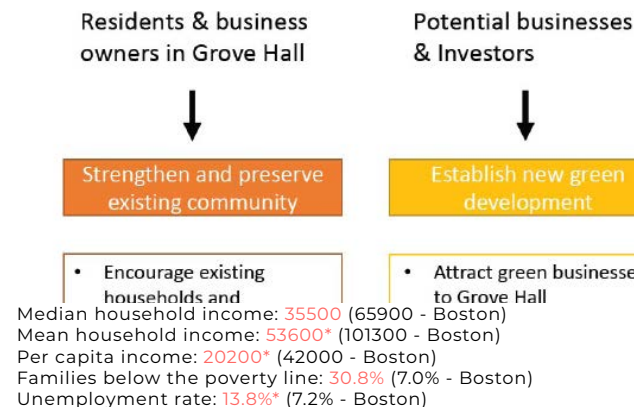 Residents & business
owners in Grove Hall
Potential businesses
& Investors
Strengthen and preserve
existing community
Establish new green
development
• Encourage existing
households and
• Attract green businesse
to Grove Hall
Median household income: 35500 (65900 - Boston)
Mean household income: 53600* (101300 - Boston)
Per capita income: 20200* (42000 - Boston)
Families below the poverty line: 30.8% (7.0% - Boston)
Unemployment rate: 13.8%* (7.2% - Boston)